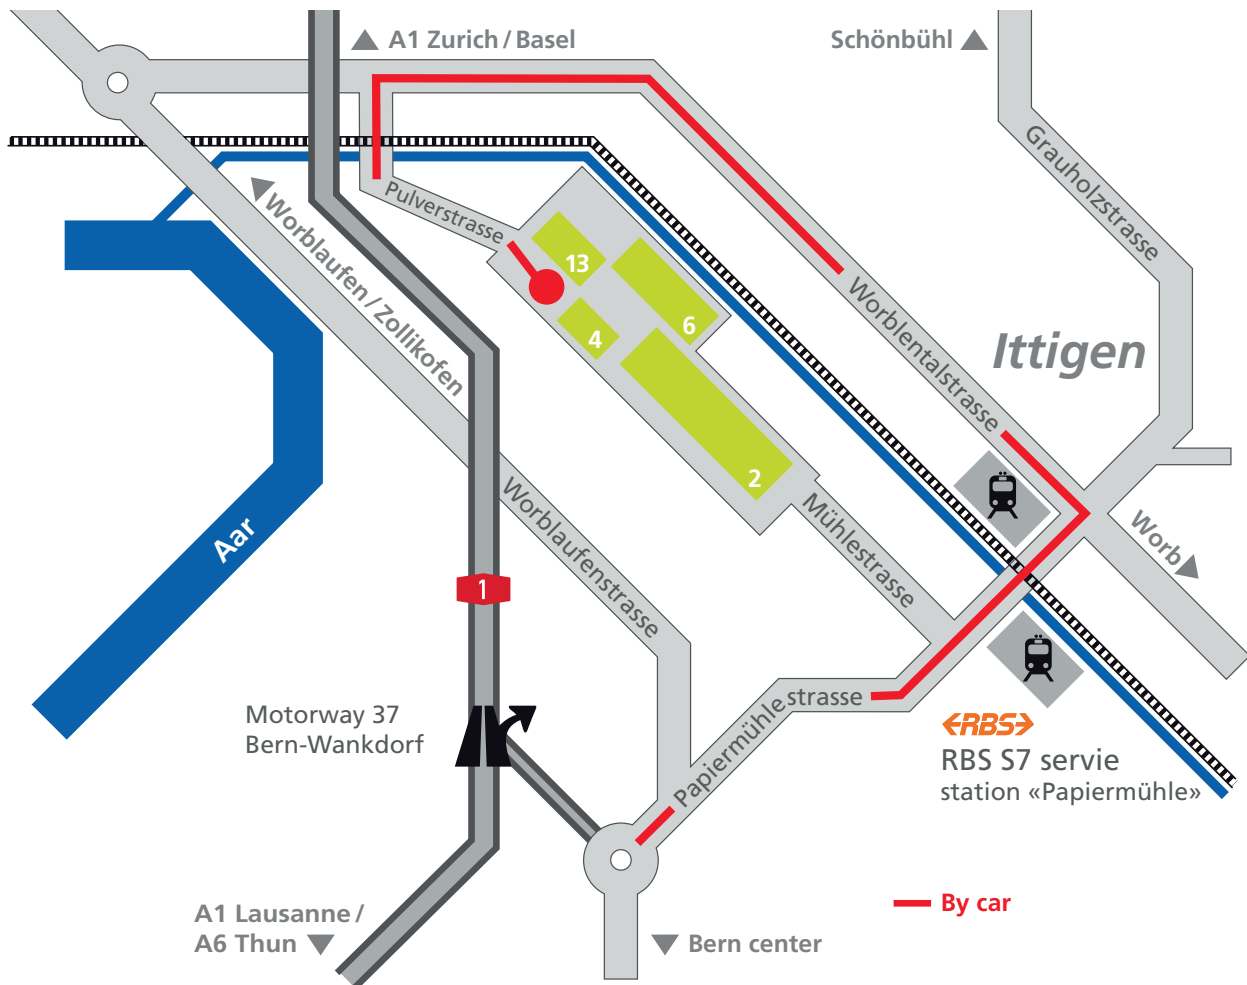 A1 Zurich / Basel
Schönbühl
Grauholzstrasse
Pulverstrasse
Worblaufen / Zollikofen
13
6
4
2
Worblentalstrasse
Ittigen
Aar
Worblaufenstrasse
Mühlestrasse
Worb
1
Motorway 37
Bern-Wankdorf
Papiermühlestrasse
RBS
RBS S7 servie
station «Papiermühle»
By car
A1 Lausanne /
A6 Thun
Bern center